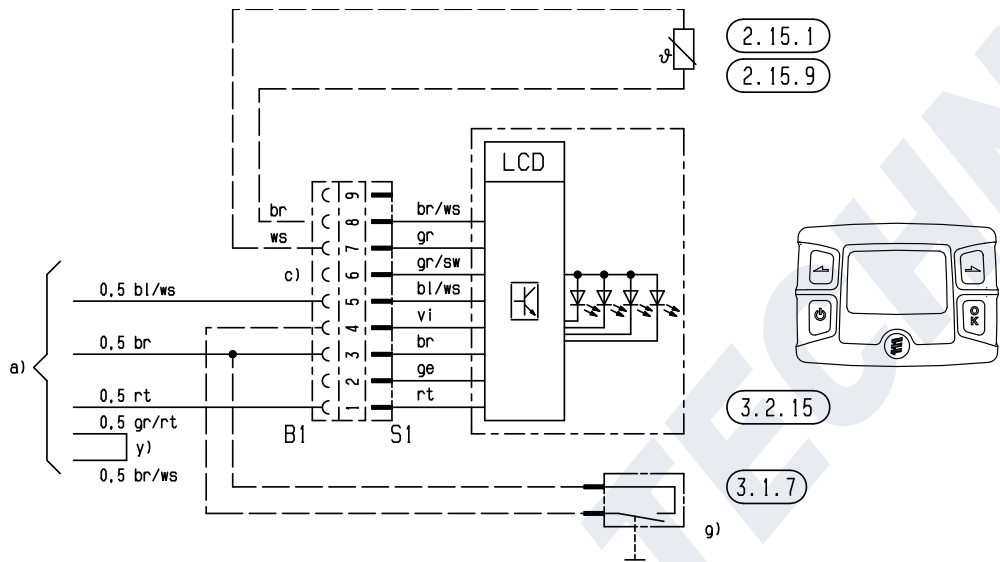 2.15.1
2.15.9
ϑ
LCD
br
ws
c)
9
8
7
6
5
4
3
2
1
br/ws
gr
gr/sw
bl/ws
vi
br
ge
rt
a)
0,5 bl/ws
0,5 br
0,5 rt
0,5 gr/rt
y)
0,5 br/ws
B1
S1
3.2.15
3.1.7
g)
OK
TECHN